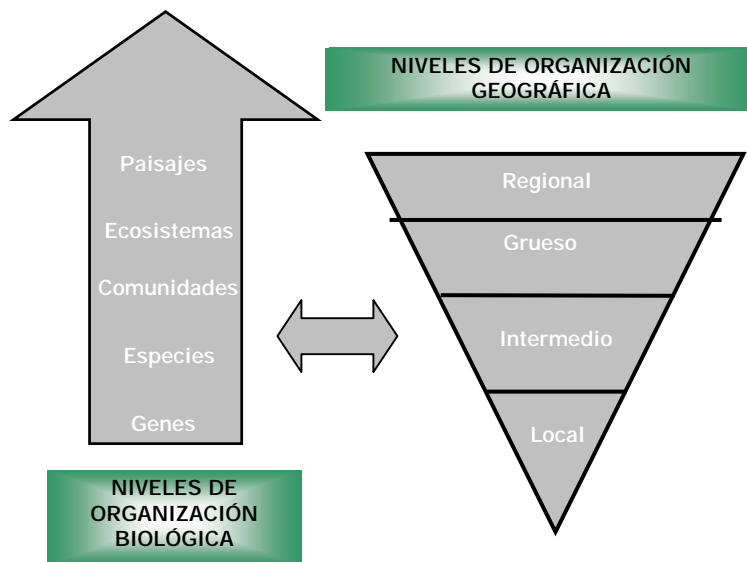 NIVELES DE ORGANIZACIÓN
GEOGRÁFICA
Paisajes
Ecosistemas
Comunidades
Especies
Genes
Regional
Grueso
Intermedio
Local
NIVELES DE
ORGANIZACIÓN
BIOLÓGICA